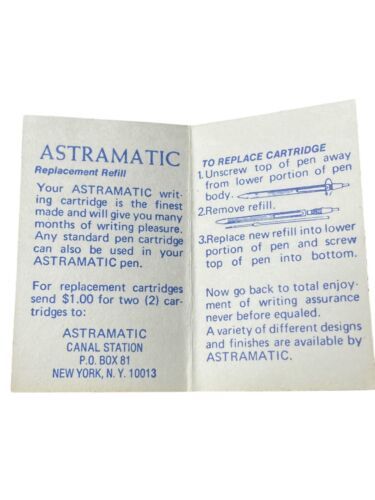 ASTRAMATIC
Replacement Refill
Your ASTRAMATIC writ-
ing cartridge is the finest
made and will give you many
months of writing pleasure.
Any standard pen cartridge
can also be used in your
ASTRAMATIC pen.
For replacement cartridges
send $1.00 for two (2) car-
tridges to:
ASTRAMATIC
CANAL STATION
P.O. BOX 81
NEW YORK, N. Y. 10013
TO REPLACE CARTRIDGE
1.Unscrew top of pen away
from lower portion of pen
body.
2.Remove refill.
3.Replace new refill into lower
portion of pen and screw
top of pen into bottom.
Now go back to total enjoy-
ment of writing assurance
never before equaled.
A variety of different designs
and finishes are available by
ASTRAMATIC.